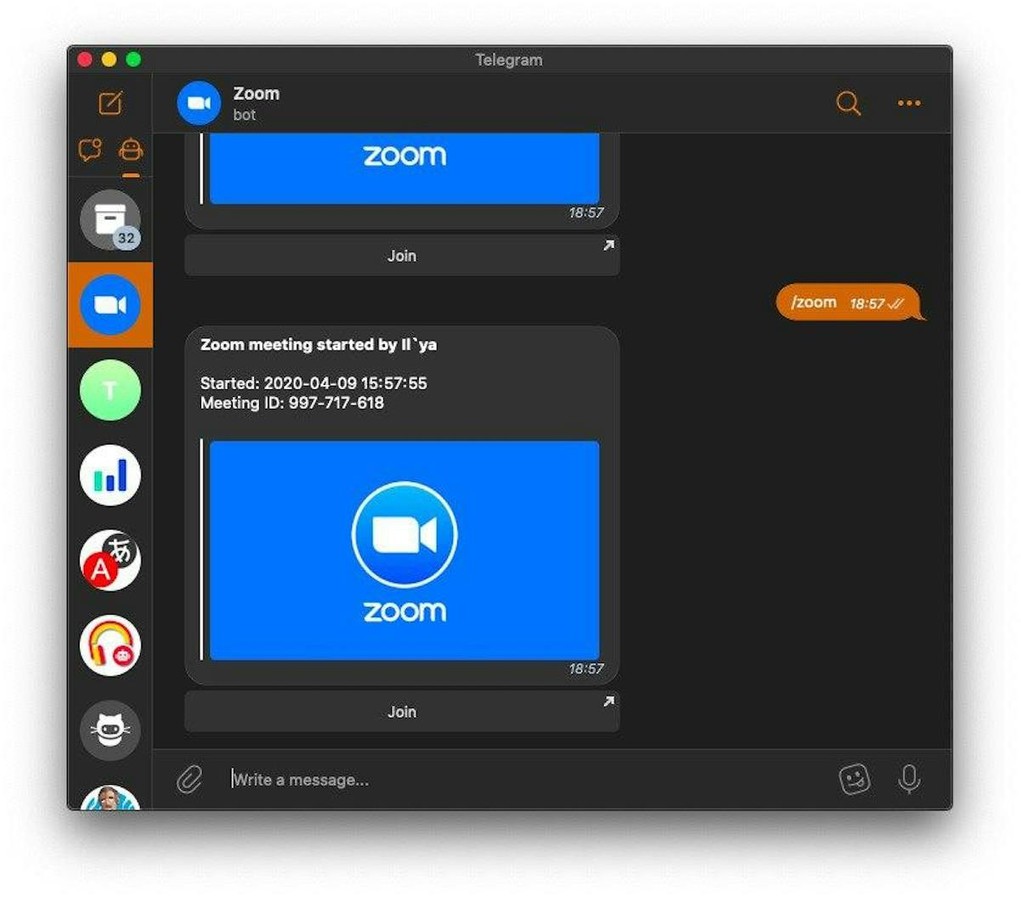 Telegram
Zoom
bot
zoom
18:57
Join
/zoom 18:57
Zoom meeting started by Il`ya
Started: 2020-04-09 15:57:55
Meeting ID: 997-717-618
zoom
18:57
Join
Write a message...
32
T
A あ